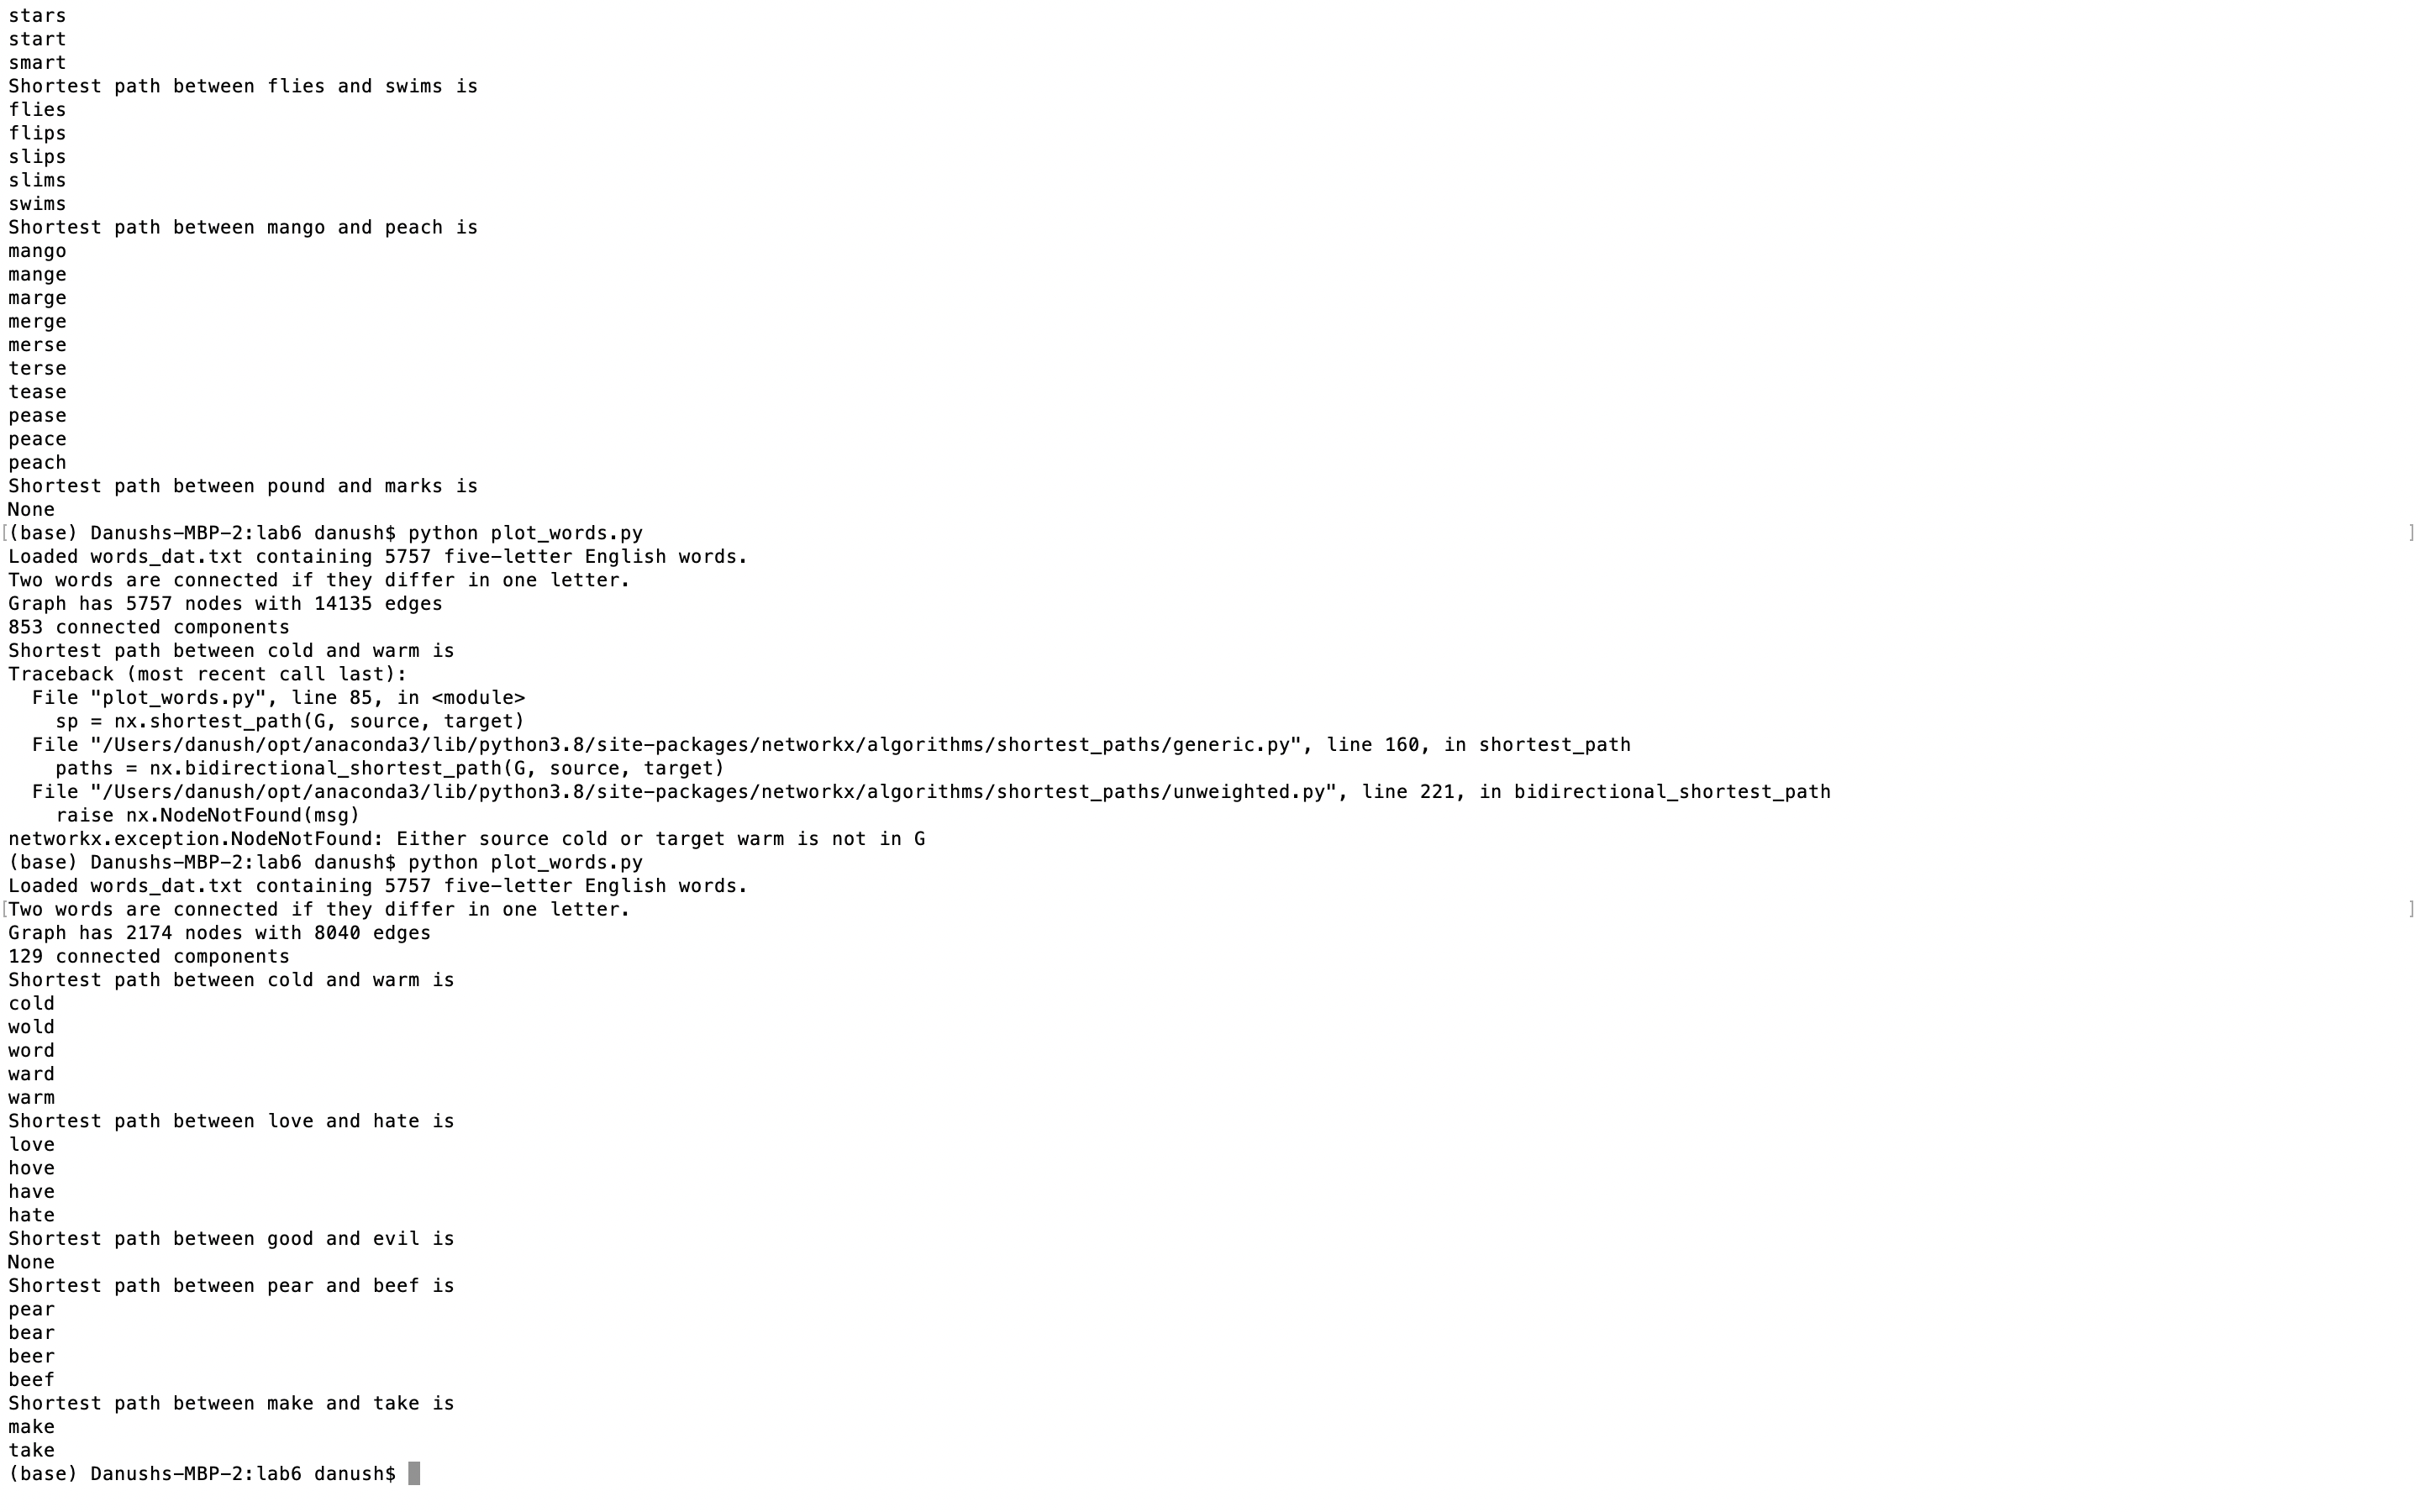 stars
start
smart
Shortest path between flies and swims is
flies
flips
slips
slims
swims
Shortest path between mango and peach is
mango
mange
marge
merge
merse
terse
tease
pease
peace
peach
Shortest path between pound and marks is
None
[(base) Danushs-MBP-2:lab6 danush$ python plot_words.py ]
Loaded words_dat.txt containing 5757 five-letter English words.
Two words are connected if they differ in one letter.
Graph has 5757 nodes with 14135 edges
853 connected components
Shortest path between cold and warm is
Traceback (most recent call last):
  File "plot_words.py", line 85, in <module>
    sp = nx.shortest_path(G, source, target)
  File "/Users/danush/opt/anaconda3/lib/python3.8/site-packages/networkx/algorithms/shortest_paths/generic.py", line 160, in shortest_path
    paths = nx.bidirectional_shortest_path(G, source, target)
  File "/Users/danush/opt/anaconda3/lib/python3.8/site-packages/networkx/algorithms/shortest_paths/unweighted.py", line 221, in bidirectional_shortest_path
    raise nx.NodeNotFound(msg)
networkx.exception.NodeNotFound: Either source cold or target warm is not in G
(base) Danushs-MBP-2:lab6 danush$ python plot_words.py
Loaded words_dat.txt containing 5757 five-letter English words.
[Two words are connected if they differ in one letter. ]
Graph has 2174 nodes with 8040 edges
129 connected components
Shortest path between cold and warm is
cold
wold
word
ward
warm
Shortest path between love and hate is
love
hove
have
hate
Shortest path between good and evil is
None
Shortest path between pear and beef is
pear
bear
beer
beef
Shortest path between make and take is
make
take
(base) Danushs-MBP-2:lab6 danush$